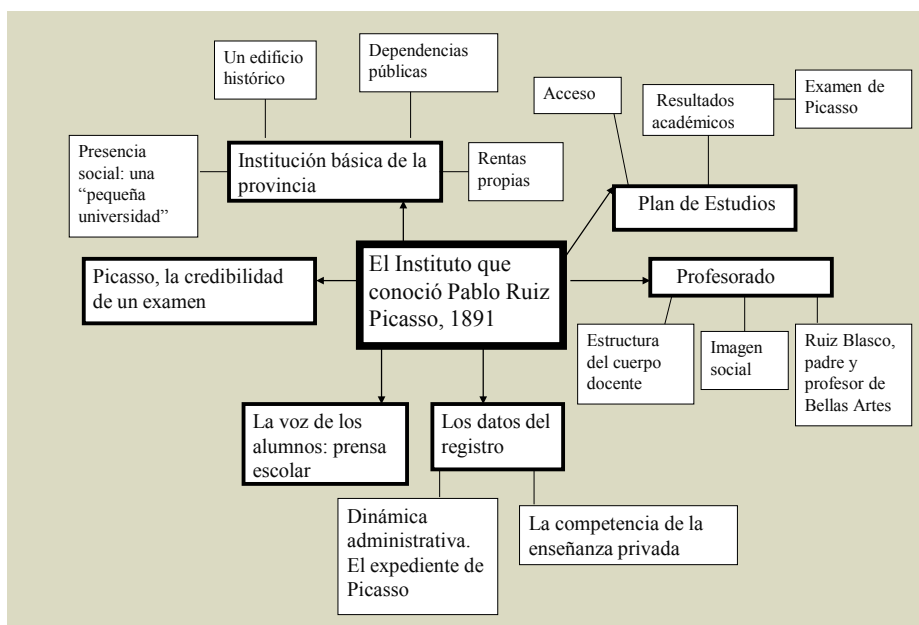 Un edificio
histórico
Dependencias
públicas
Presencia
social: una
“pequeña
universidad”
Institución básica de la
provincia
Rentas
propias
Acceso
Resultados
académicos
Examen de
Picasso
Plan de Estudios
Picasso, la credibilidad
de un examen
El Instituto que
conoció Pablo Ruiz
Picasso, 1891
Profesorado
Estructura
del cuerpo
docente
Imagen
social
Ruiz Blasco,
padre y
profesor de
Bellas Artes
La voz de los
alumnos: prensa
escolar
Los datos del
registro
Dinámica
administrativa.
El expediente de
Picasso
La competencia de la
enseñanza privada